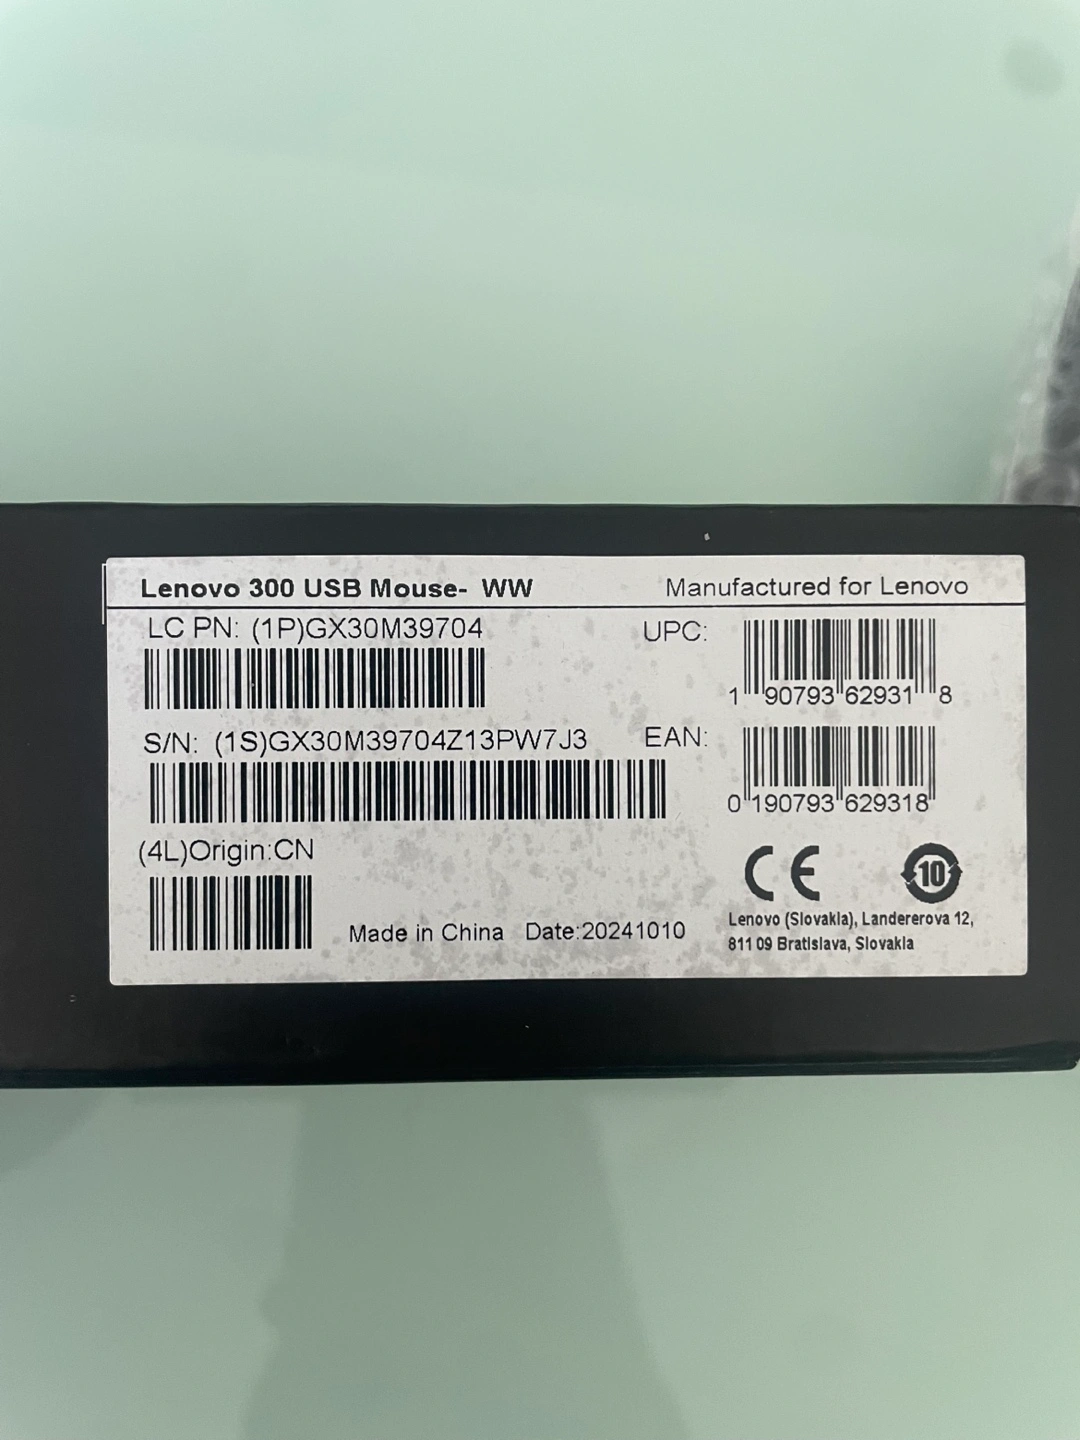 Lenovo 300 USB Mouse- WW
Manufactured for Lenovo
LC PN: (1P)GX30M39704
UPC:
1 90793 62931 8
S/N: (1S)GX30M39704Z13PW7J3
EAN:
0 190793 629318
(4L)Origin:CN
CE
10
Made in China Date:20241010
Lenovo (Slovakia), Landererova 12,
811 09 Bratislava, Slovakia